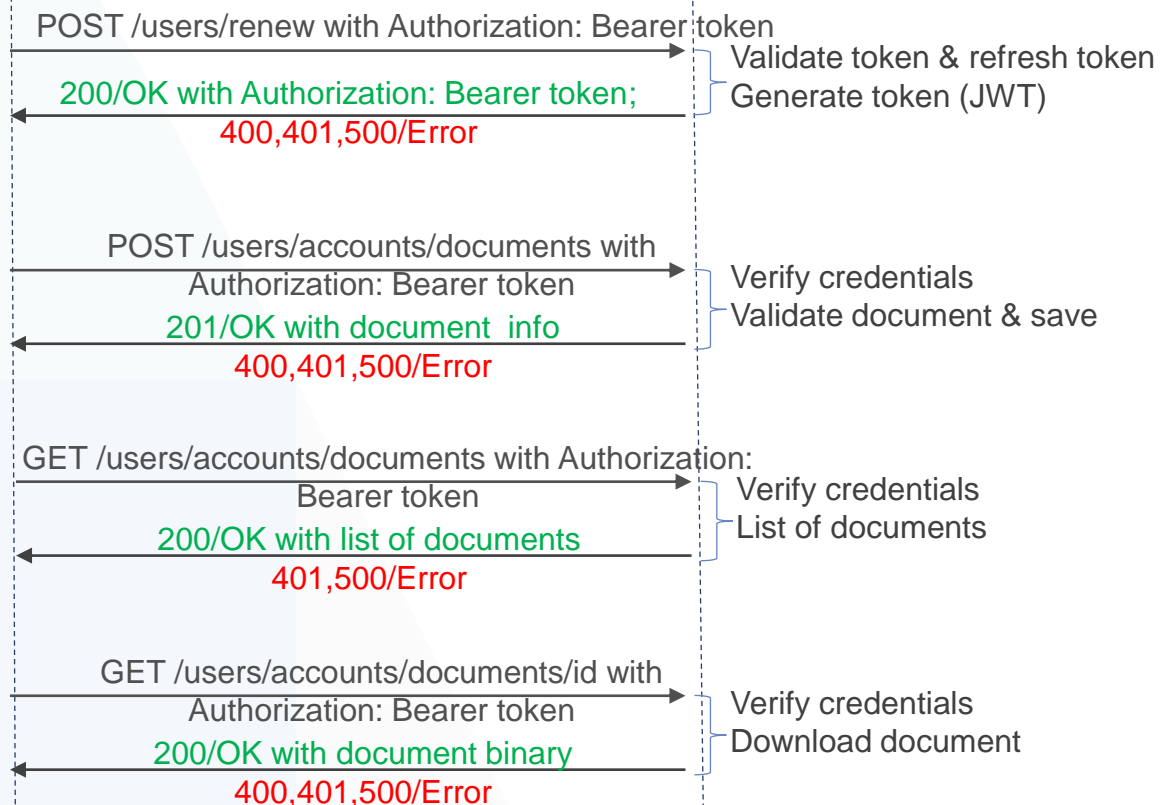 POST /users/renew with Authorization: Bearer token
Validate token & refresh token
Generate token (JWT)
200/OK with Authorization: Bearer token;
400,401,500/Error
POST /users/accounts/documents with
Authorization: Bearer token
Verify credentials
Validate document & save
201/OK with document  info
400,401,500/Error
GET /users/accounts/documents with Authorization:
Bearer token
Verify credentials
List of documents
200/OK with list of documents
401,500/Error
GET /users/accounts/documents/id with
Authorization: Bearer token
Verify credentials
Download document
200/OK with document binary
400,401,500/Error